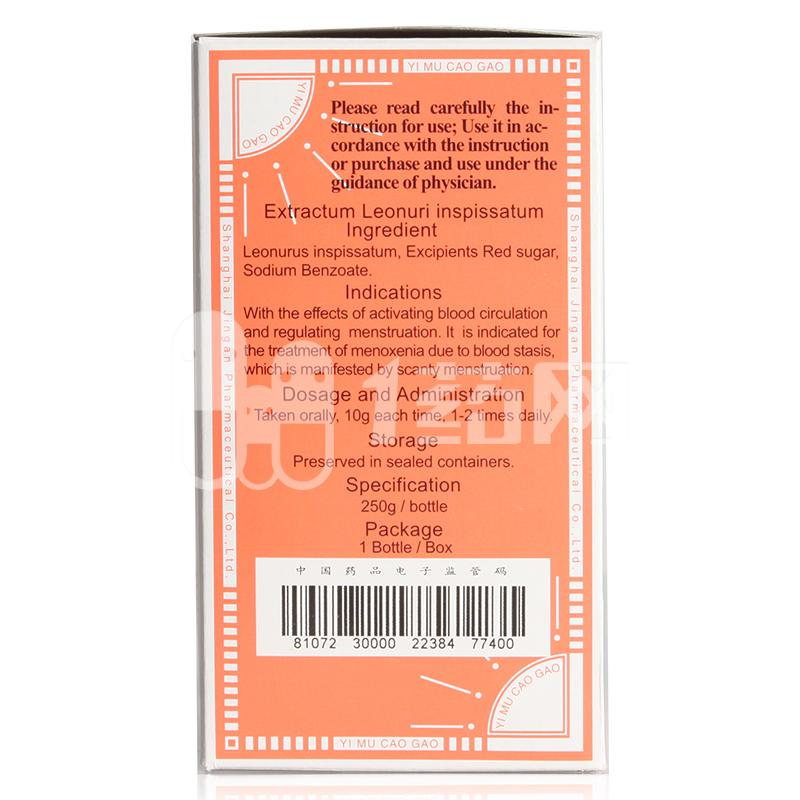 YI MU CAO GAO
YI MU CAO GAO
Please read carefully the in-
struction for use; Use it in ac-
cordance with the instruction
or purchase and use under the
guidance of physician.
Extractum Leonuri inspissatum
Ingredient
Leonurus inspissatum, Excipients Red sugar,
Sodium Benzoate.
Indications
With the effects of activating blood circulation
and regulating menstruation. It is indicated for
the treatment of menoxenia due to blood stasis,
which is manifested by scanty menstruation.
Dosage and Administration
Taken orally, 10g each time, 1-2 times daily.
Storage
Preserved in sealed containers.
Specification
250g / bottle
Package
1 Bottle / Box
Shanghai Jingan Pharmaceutical Co., Ltd.
Shanghai Jingan Pharmaceutical Co., Ltd.
1药网
中国药品电子监管码
81072 30000 22384 77400
YI MU CAO GAO
YI MU CAO GAO